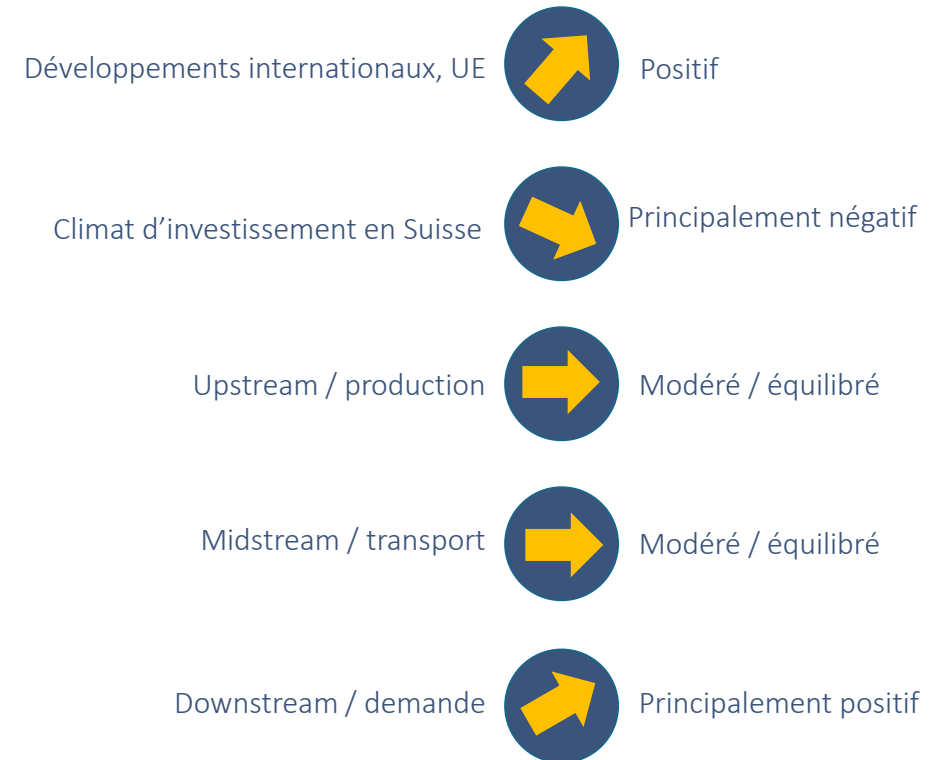 Développements internationaux, UE
Positif
Climat d’investissement en Suisse
Principalement négatif
Upstream / production
Modéré / équilibré
Midstream / transport
Modéré / équilibré
Downstream / demande
Principalement positif